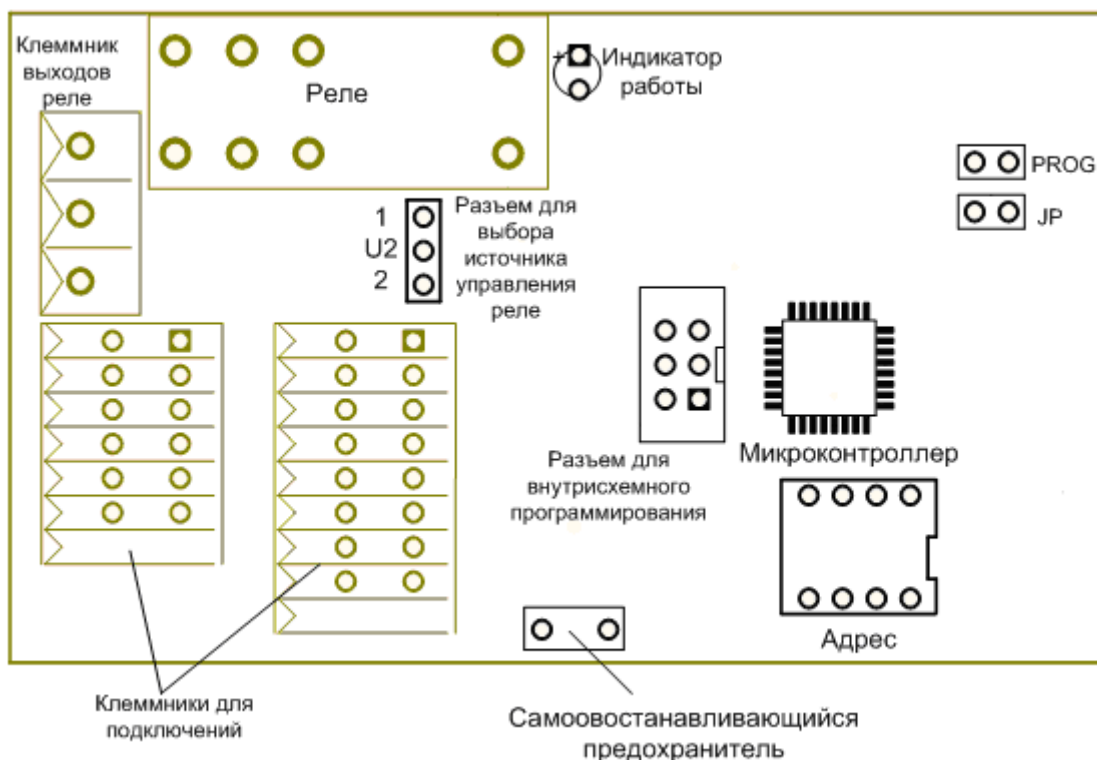 Клеммник
выходов
реле
Реле
+
Индикатор
работы
PROG
JP
1
U2
2
Разъем для
выбора
источника
управления
реле
Микроконтроллер
Разъем для
внутрисхемного
программирования
Адрес
Клеммники для
подключений
Самоовостанавливающийся
предохранитель